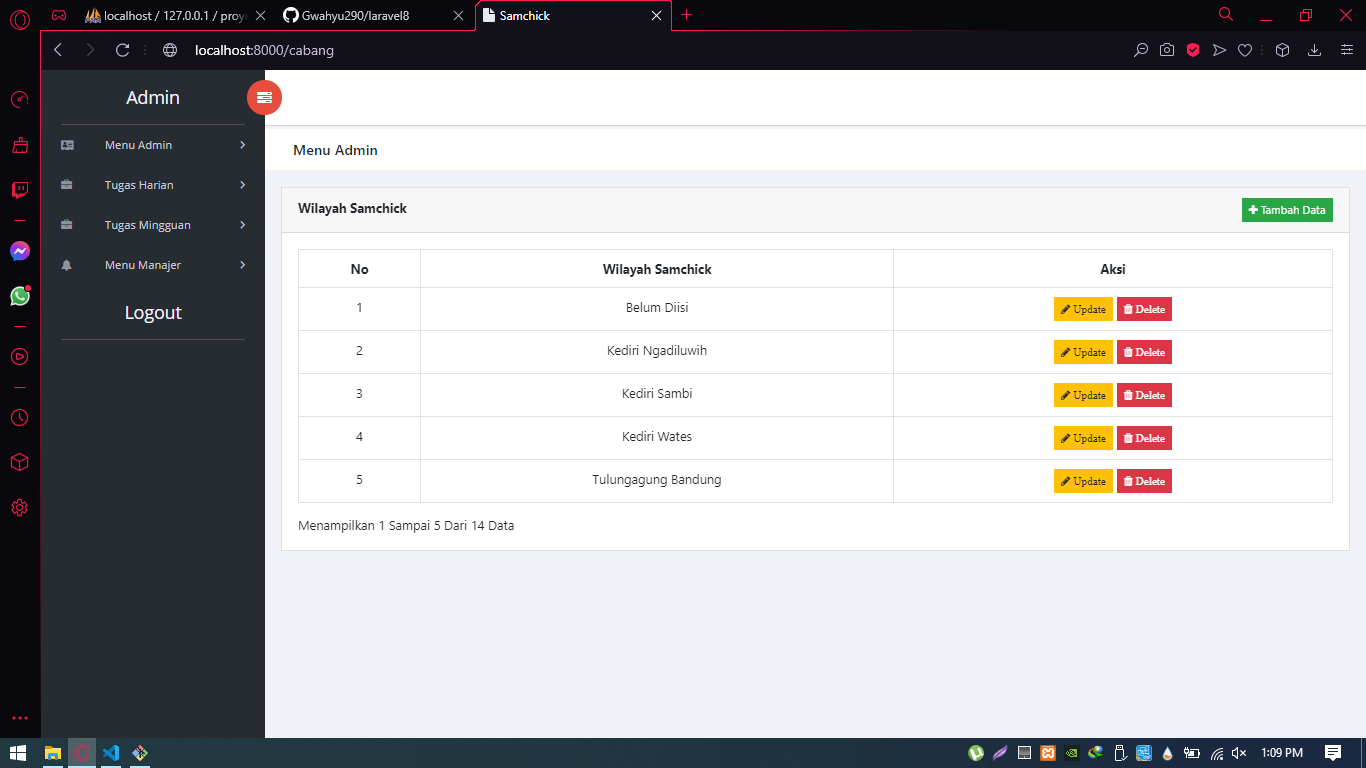 localhost / 127.0.0.1 / proye
Gwahyu290/laravel8
Samchick
localhost:8000/cabang
Admin
Menu Admin
Tugas Harian
Tugas Mingguan
Menu Manajer
Logout
Menu Admin
Wilayah Samchick
Tambah Data
No Wilayah Samchick Aksi
1 Belum Diisi Update Delete
2 Kediri Ngadiluwih Update Delete
3 Kediri Sambi Update Delete
4 Kediri Wates Update Delete
5 Tulungagung Bandung Update Delete
Menampilkan 1 Sampai 5 Dari 14 Data
1:09 PM